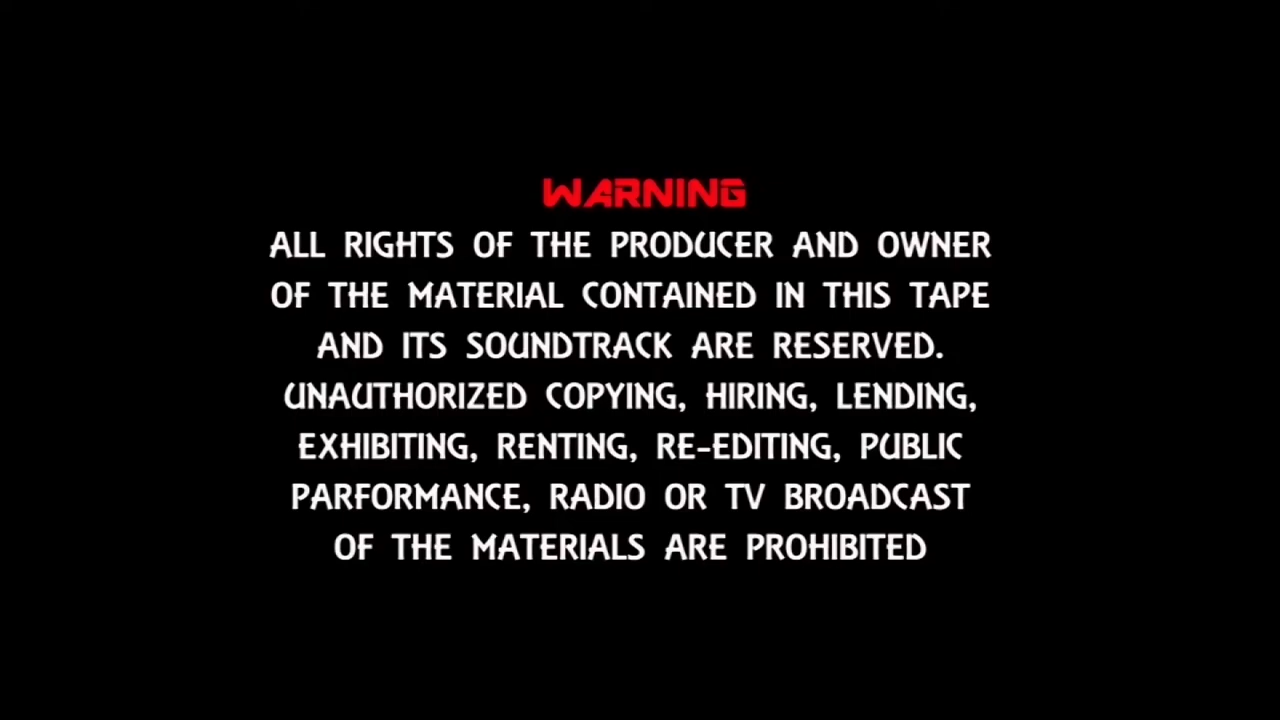 WARNING
ALL RIGHTS OF THE PRODUCER AND OWNER
OF THE MATERIAL CONTAINED IN THIS TAPE
AND ITS SOUNDTRACK ARE RESERVED.
UNAUTHORIZED COPYING, HIRING, LENDING,
EXHIBITING, RENTING, RE-EDITING, PUBLIC
PARFORMANCE, RADIO OR TV BROADCAST
OF THE MATERIALS ARE PROHIBITED